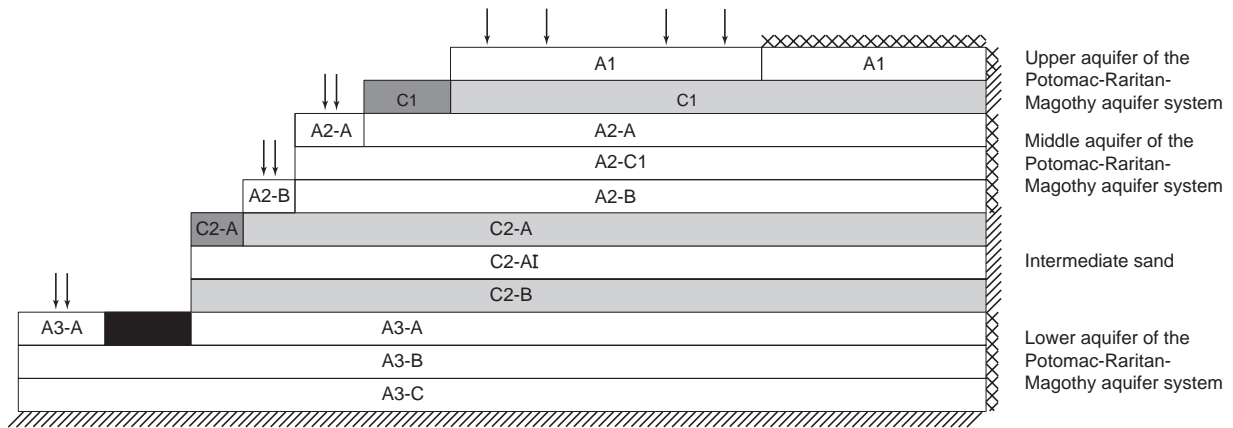 A1
A1
Upper aquifer of the
Potomac-Raritan-
Magothy aquifer system
C1
C1
A2-A
A2-A
Middle aquifer of the
Potomac-Raritan-
Magothy aquifer system
A2-C1
A2-B
A2-B
C2-A
C2-A
C2-AI
Intermediate sand
C2-B
A3-A
A3-A
Lower aquifer of the
Potomac-Raritan-
Magothy aquifer system
A3-B
A3-C